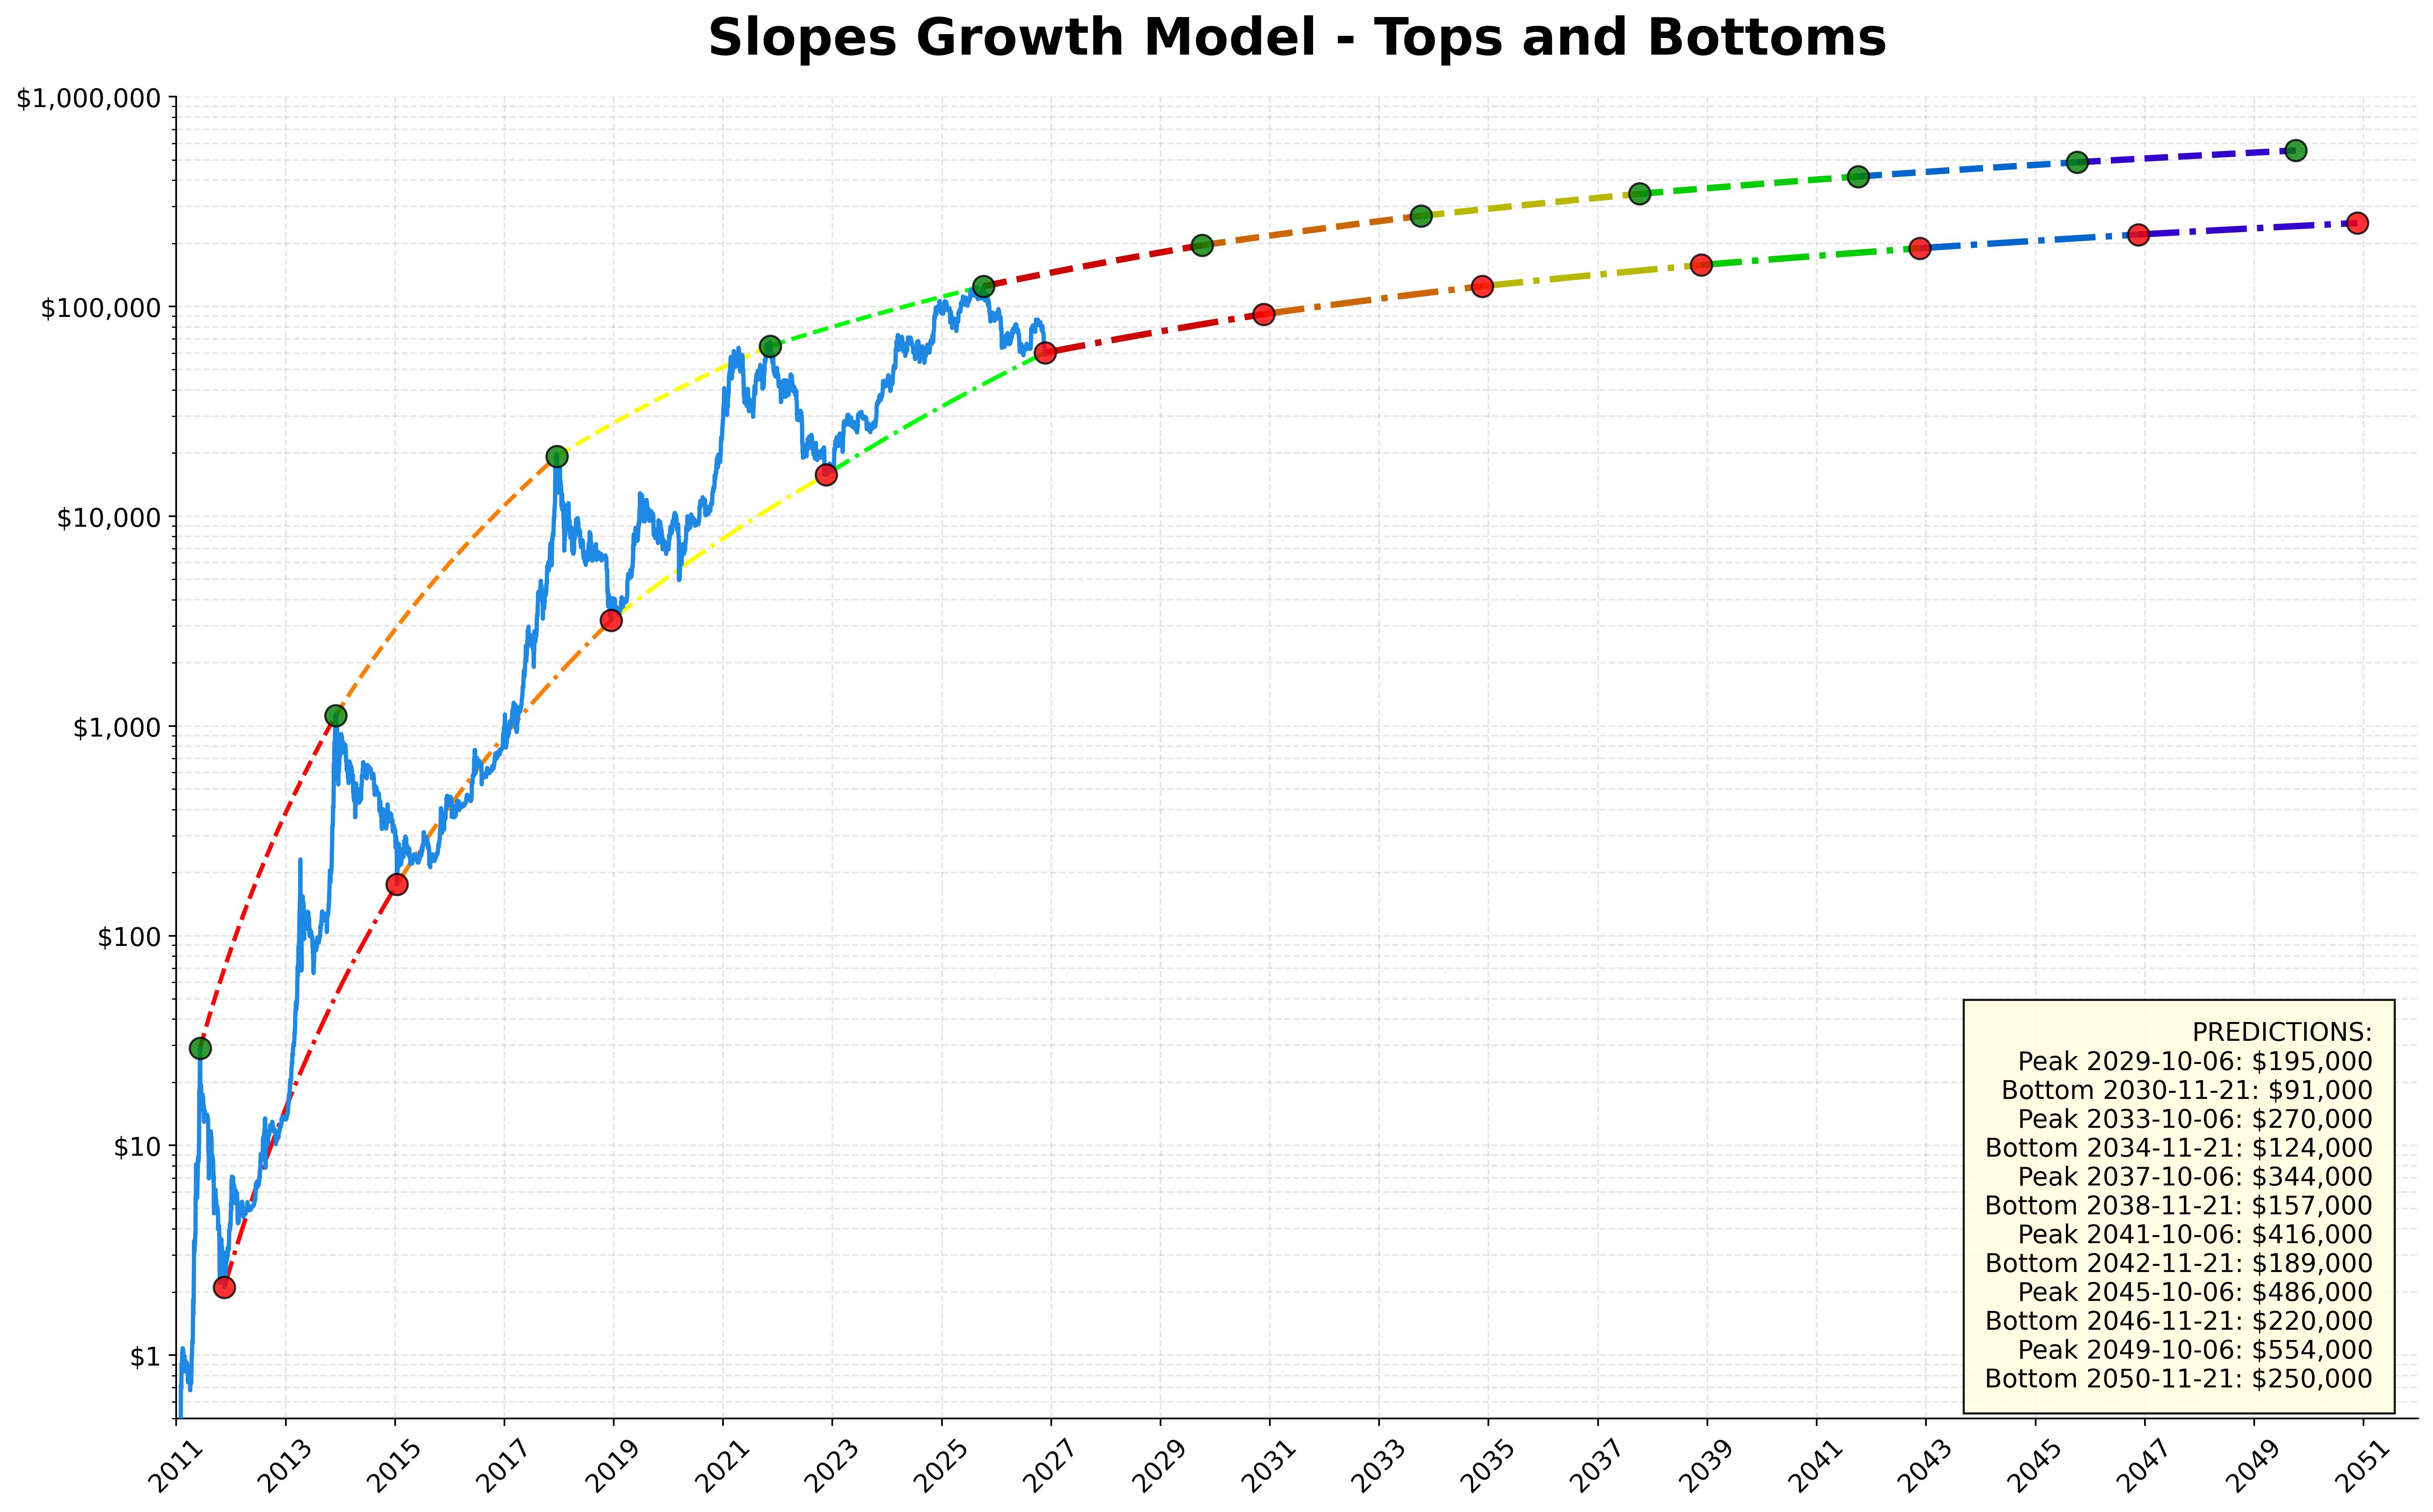 Slopes Growth Model - Tops and Bottoms
$1,000,000
$100,000
$10,000
$1,000
$100
$10
$1
PREDICTIONS:
Peak 2029-10-06: $195,000
Bottom 2030-11-21: $91,000
Peak 2033-10-06: $270,000
Bottom 2034-11-21: $124,000
Peak 2037-10-06: $344,000
Bottom 2038-11-21: $157,000
Peak 2041-10-06: $416,000
Bottom 2042-11-21: $189,000
Peak 2045-10-06: $486,000
Bottom 2046-11-21: $220,000
Peak 2049-10-06: $554,000
Bottom 2050-11-21: $250,000
2011 2013 2015 2017 2019 2021 2023 2025 2027 2029 2031 2033 2035 2037 2039 2041 2043 2045 2047 2049 2051